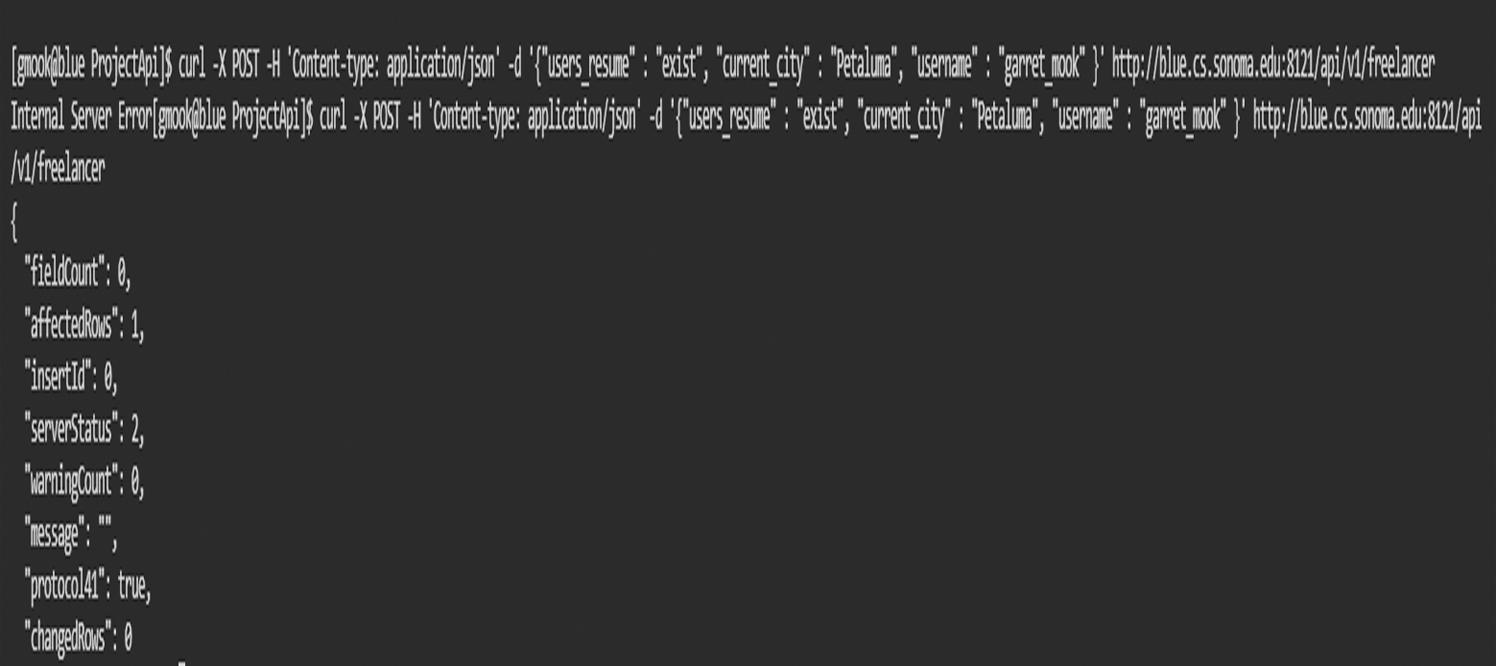 [gmook@blue ProjectApi]$ curl -X POST -H 'Content-type: application/json' -d '{"users_resume" : "exist", "current_city" : "Petaluma", "username" : "garret_mook" }' http://blue.cs.sonoma.edu:8121/api/v1/freelancer
Internal Server Error[gmook@blue ProjectApi]$ curl -X POST -H 'Content-type: application/json' -d '{"users_resume" : "exist", "current_city" : "Petaluma", "username" : "garret_mook" }' http://blue.cs.sonoma.edu:8121/api
/v1/freelancer
{
  "fieldCount": 0,
  "affectedRows": 1,
  "insertId": 0,
  "serverStatus": 2,
  "warningCount": 0,
  "message": "",
  "protocol41": true,
  "changedRows": 0